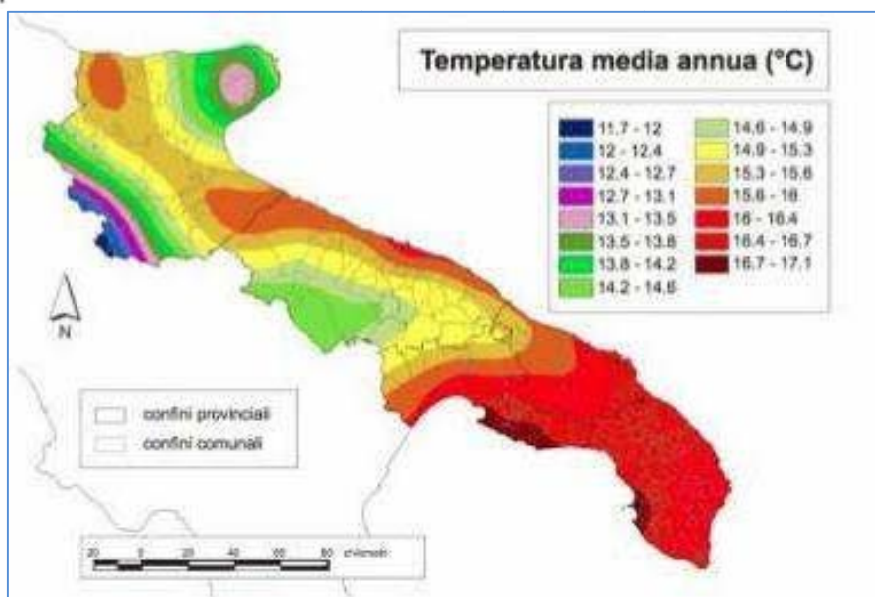 Temperatura media annua (°C)
11.7 - 12
12 - 12.4
12.4 - 12.7
12.7 - 13.1
13.1 - 13.5
13.5 - 13.8
13.8 - 14.2
14.2 - 14.6
14.6 - 14.9
14.9 - 15.3
15.3 - 15.6
15.6 - 16
16 - 16.4
16.4 - 16.7
16.7 - 17.1
N
confini provinciali
confini comunali
20 0 20 40 60 80